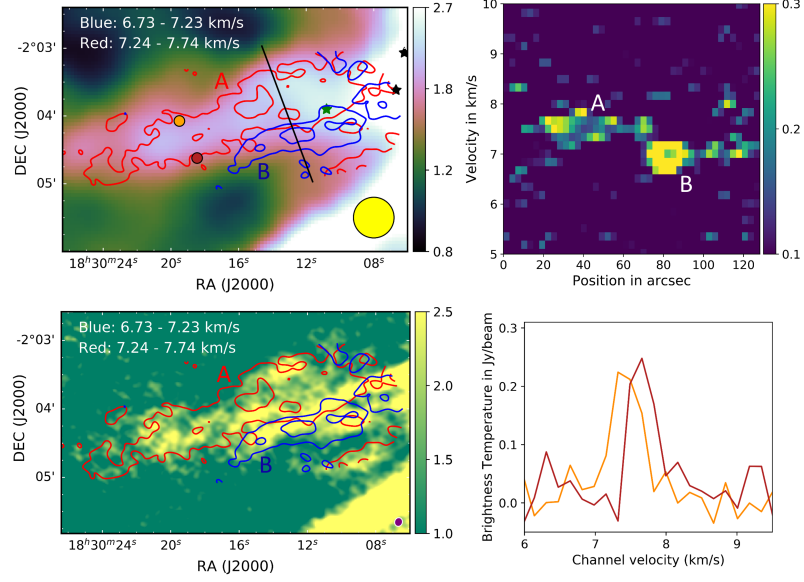 Blue: 6.73 - 7.23 km/s
Red: 7.24 - 7.74 km/s
A
B
-2°03'
04'
05'
DEC (J2000)
18ʰ30ᵐ24ˢ 20ˢ 16ˢ 12ˢ 08ˢ
RA (J2000)
2.7
1.8
1.2
0.8
A
B
10
9
8
7
6
5
Velocity in km/s
0 20 40 60 80 100 120
Position in arcsec
0.3
0.2
0.1
Blue: 6.73 - 7.23 km/s
Red: 7.24 - 7.74 km/s
A
B
-2°03'
04'
05'
DEC (J2000)
18ʰ30ᵐ24ˢ 20ˢ 16ˢ 12ˢ 08ˢ
RA (J2000)
2.5
2.0
1.5
1.0
0.3
0.2
0.1
0.0
Brightness Temperature in Jy/beam
6 7 8 9
Channel velocity (km/s)